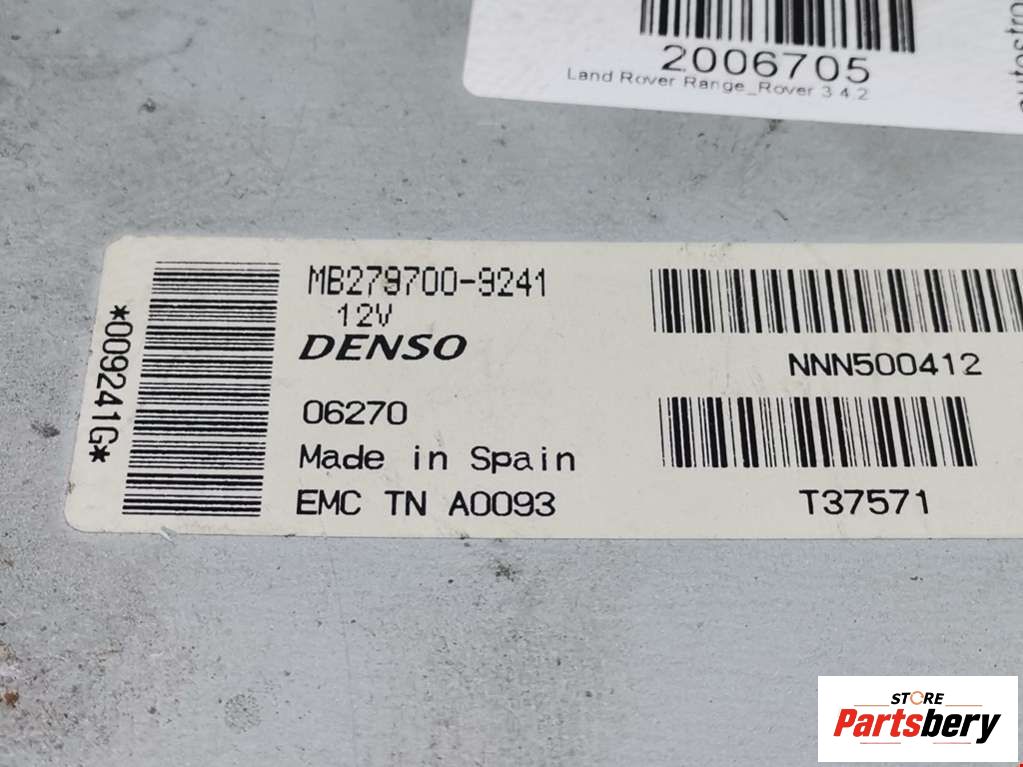 2006705
Land Rover Range_Rover 3 4.2
*009241G*
MB279700-9241
12V
DENSO
06270
Made in Spain
EMC TN A0093
NNN500412
T37571
STORE
Partsbery